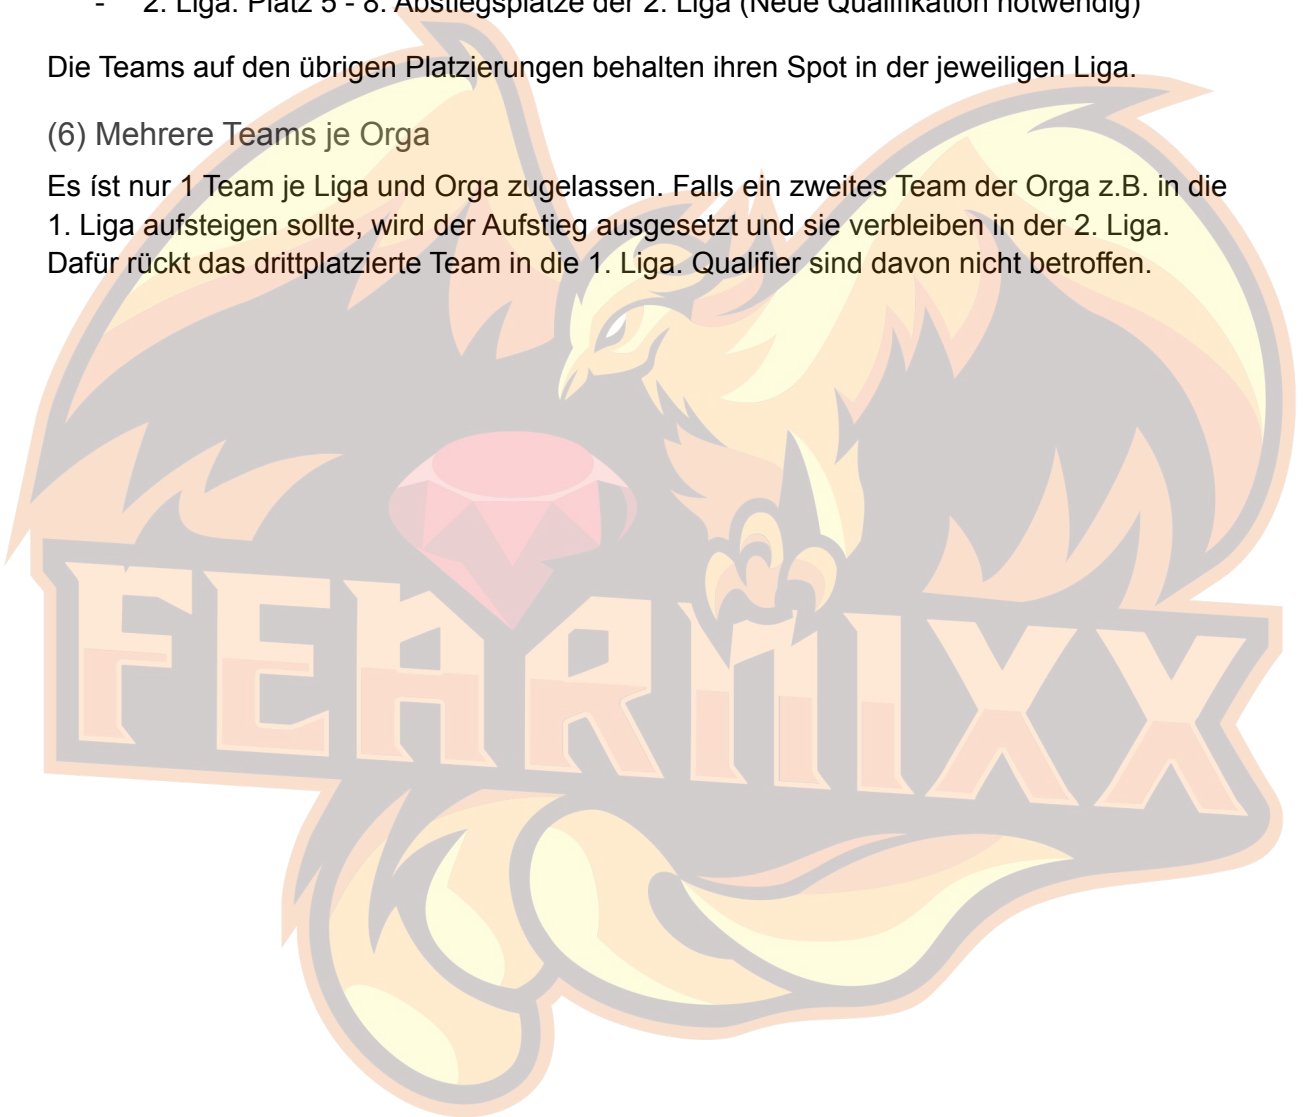 - 2. Liga: Platz 5 - 8: Abstiegsplätze der 2. Liga (Neue Qualifikation notwendig)
Die Teams auf den übrigen Platzierungen behalten ihren Spot in der jeweiligen Liga.
(6) Mehrere Teams je Orga
Es íst nur 1 Team je Liga und Orga zugelassen. Falls ein zweites Team der Orga z.B. in die
1. Liga aufsteigen sollte, wird der Aufstieg ausgesetzt und sie verbleiben in der 2. Liga.
Dafür rückt das drittplatzierte Team in die 1. Liga. Qualifier sind davon nicht betroffen.
FEARNIXX